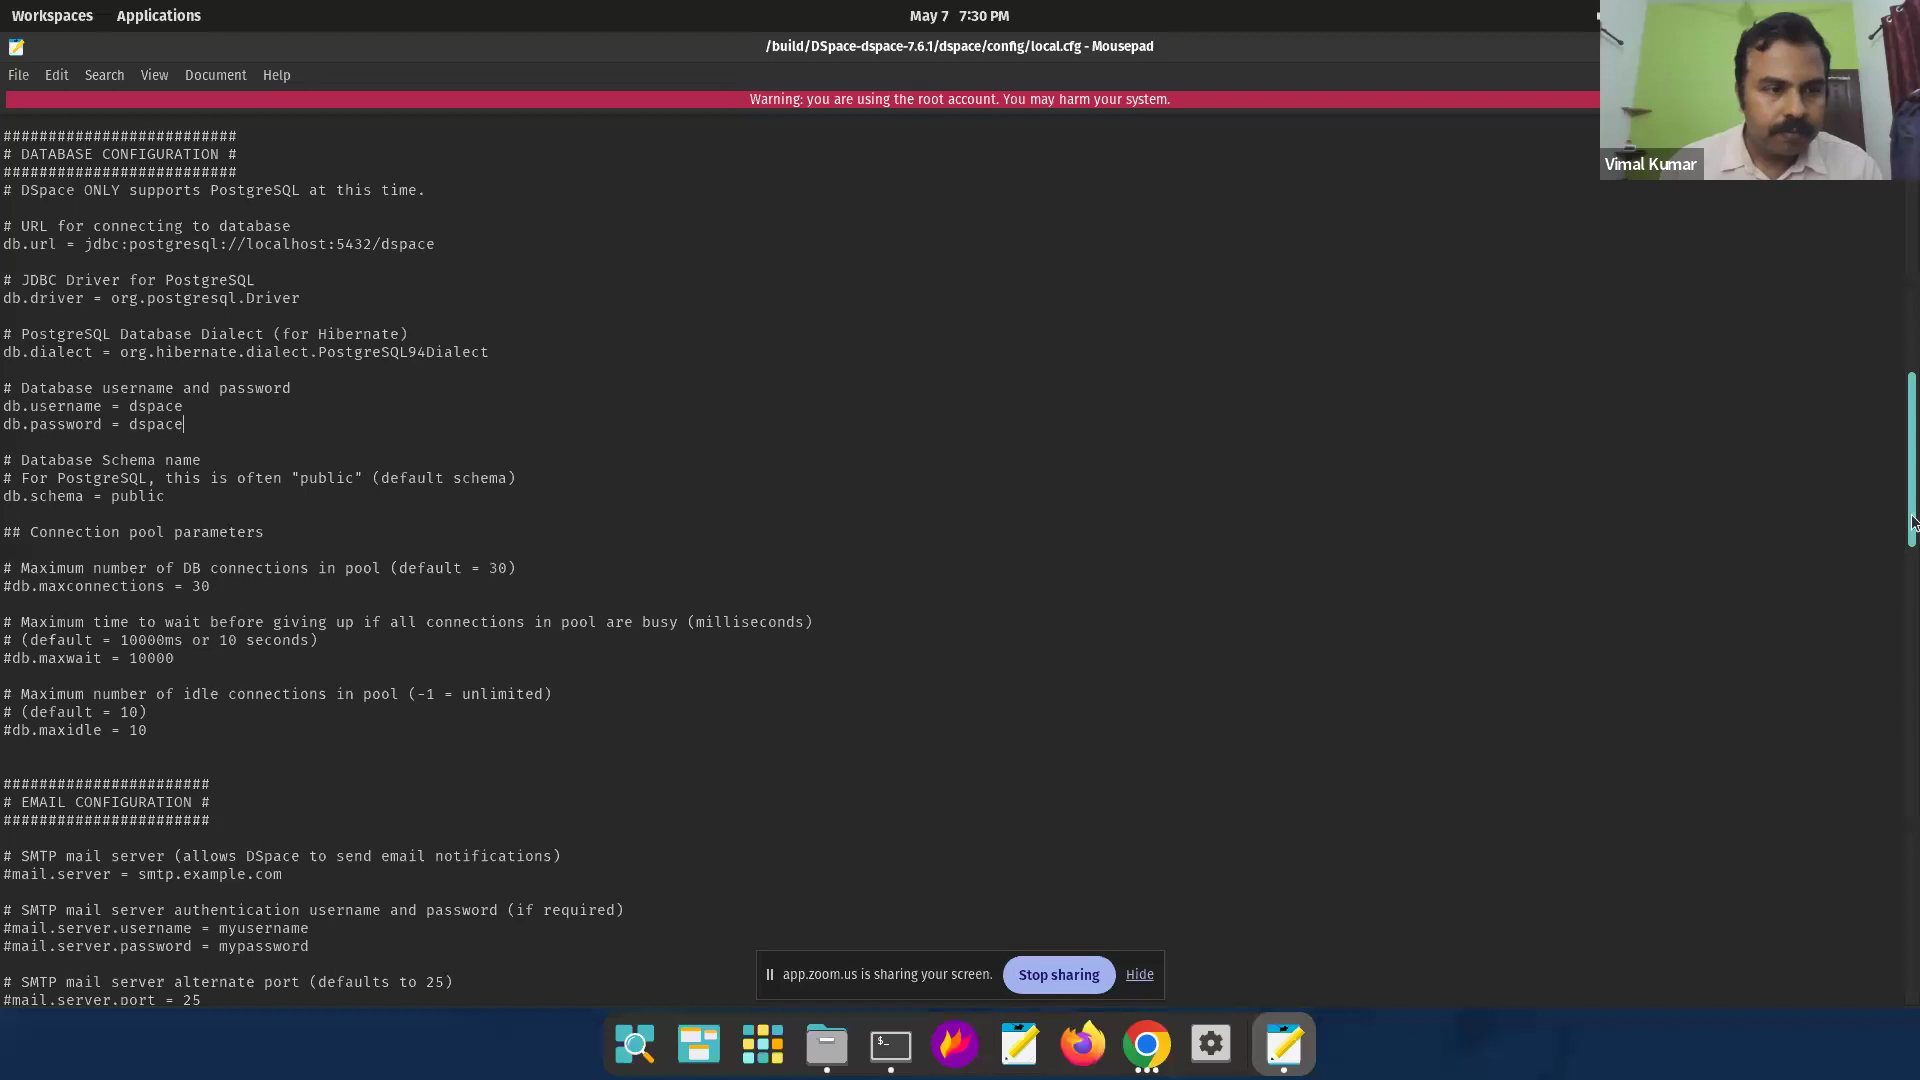 Workspaces Applications
May 7 7:30 PM
/build/DSpace-dspace-7.6.1/dspace/config/local.cfg - Mousepad
File Edit Search View Document Help
Warning: you are using the root account. You may harm your system.
Vimal Kumar
##########################
# DATABASE CONFIGURATION #
##########################
# DSpace ONLY supports PostgreSQL at this time.
# URL for connecting to database
db.url = jdbc:postgresql://localhost:5432/dspace
# JDBC Driver for PostgreSQL
db.driver = org.postgresql.Driver
# PostgreSQL Database Dialect (for Hibernate)
db.dialect = org.hibernate.dialect.PostgreSQL94Dialect
# Database username and password
db.username = dspace
db.password = dspace
# Database Schema name
# For PostgreSQL, this is often "public" (default schema)
db.schema = public
## Connection pool parameters
# Maximum number of DB connections in pool (default = 30)
#db.maxconnections = 30
# Maximum time to wait before giving up if all connections in pool are busy (milliseconds)
# (default = 10000ms or 10 seconds)
#db.maxwait = 10000
# Maximum number of idle connections in pool (-1 = unlimited)
# (default = 10)
#db.maxidle = 10
#######################
# EMAIL CONFIGURATION #
#######################
# SMTP mail server (allows DSpace to send email notifications)
#mail.server = smtp.example.com
# SMTP mail server authentication username and password (if required)
#mail.server.username = myusername
#mail.server.password = mypassword
# SMTP mail server alternate port (defaults to 25)
#mail.server.port = 25
app.zoom.us is sharing your screen. Stop sharing Hide
$_